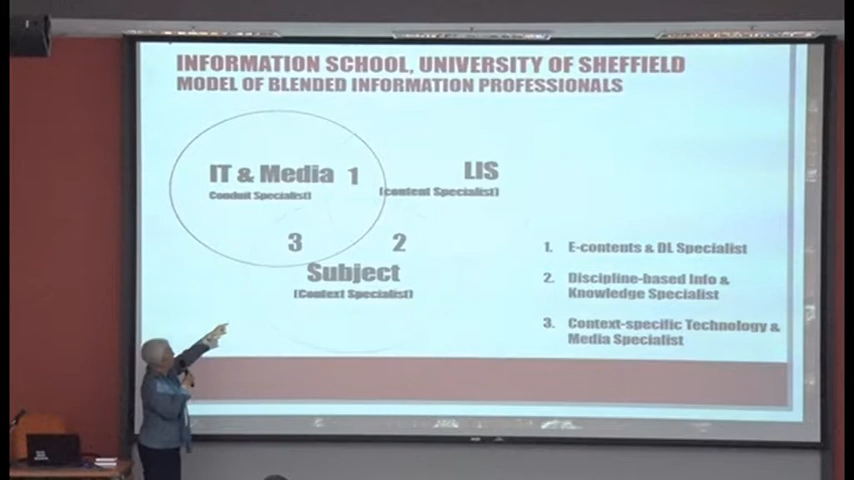 INFORMATION SCHOOL, UNIVERSITY OF SHEFFIELD
MODEL OF BLENDED INFORMATION PROFESSIONALS
IT & Media 1
Conduit Specialist)
LIS
(content Specialist)
3
2
Subject
(Context Specialist)
1. E-contents & DL Specialist
2. Discipline-based Info &
Knowledge Specialist
3. Context-specific Technology &
Media Specialist